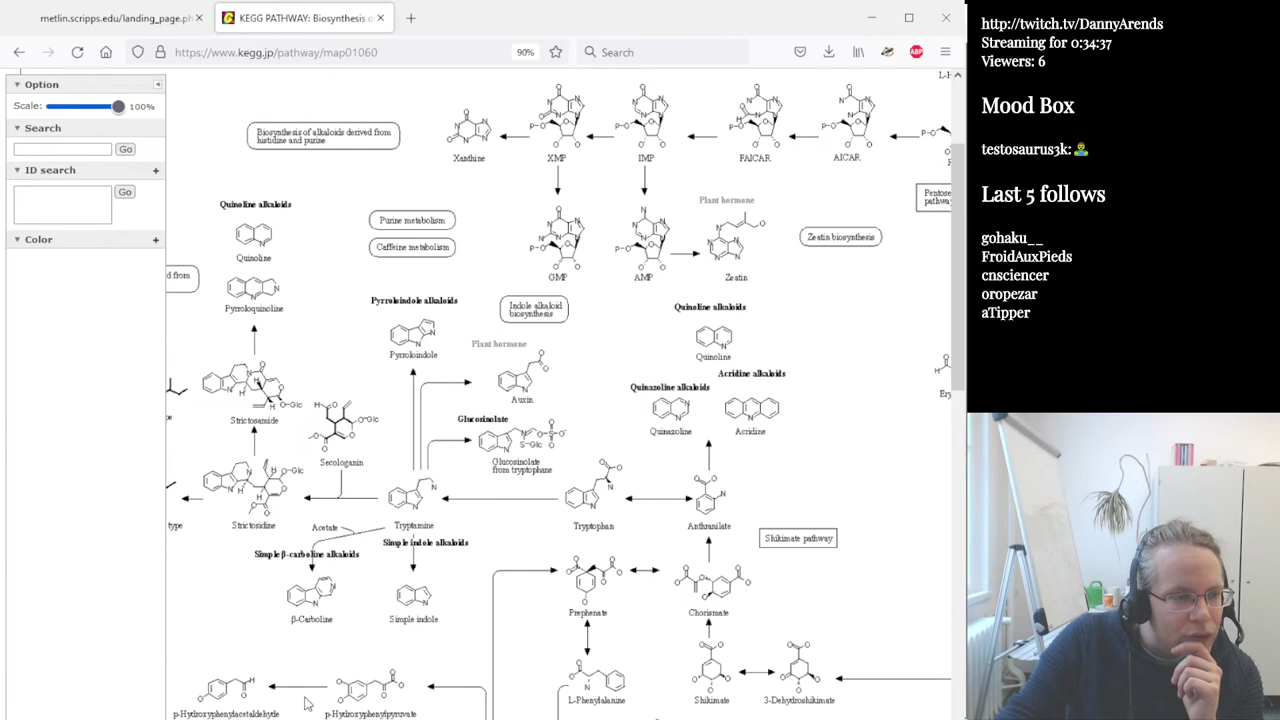 metlin.scripps.edu/landing_page.ph
KEGG PATHWAY: Biosynthesis o
https://www.kegg.jp/pathway/map01060
90%
Search
http://twitch.tv/DannyArends
Streaming for 0:34:37
Viewers: 6
Mood Box
testosaurus3k:
Last 5 follows
gohaku__
FroidAuxPieds
cnsciencer
oropezar
aTipper
Option
Scale: 100%
Search
Go
ID search +
Go
Color +
L-H
Biosynthesis of alkaloids derived from
histidine and purine
Xanthine
XMP
IMP
FAICAR
AICAR
Pentose
pathway
Quinoline alkaloids
Quinoline
Purine metabolism
Caffeine metabolism
GMP
AMP
Plant hormone
Zeatin
Zeatin biosynthesis
d from
Pyrroloquinoline
Pyrroloindole alkaloids
Pyrroloindole
Indole alkaloid
biosynthesis
Plant hormone
Auxin
Quinoline alkaloids
Quinoline
Acridine alkaloids
Quinazoline alkaloids
Quinazoline
Acridine
Ery
Strictosamide
Secologanin
Glucosinolate
Glucosinolate
from tryptophane
type
Strictosidine
Acetate
Tryptamine
Tryptophan
Anthranilate
Shikimate pathway
Simple β-carboline alkaloids
Simple indole alkaloids
β-Carboline
Simple indole
Prephenate
Chorismate
p-Hydroxyphenylacetaldehyde
p-Hydroxyphenylpyruvate
L-Phenylalanine
Shikimate
3-Dehydroshikimate